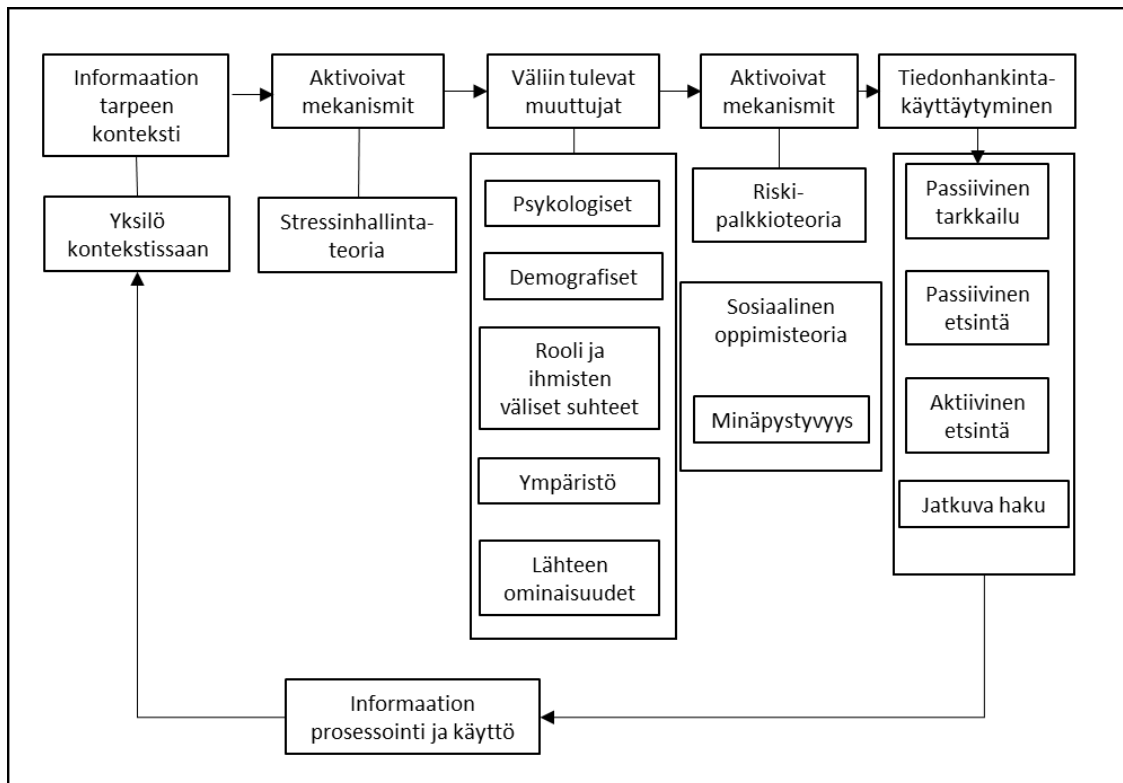 Informaation
tarpeen
konteksti
Aktivoivat
mekanismit
Väliin tulevat
muuttujat
Aktivoivat
mekanismit
Tiedonhankinta-
käyttäytyminen
Yksilö
kontekstissaan
Stressinhallinta-
teoria
Psykologiset
Demografiset
Rooli ja
ihmisten
väliset suhteet
Ympäristö
Lähteen
ominaisuudet
Riski-
palkkioteoria
Sosiaalinen
oppimisteoria
Minäpystyvyys
Passiivinen
tarkkailu
Passiivinen
etsintä
Aktiivinen
etsintä
Jatkuva haku
Informaation
prosessointi ja käyttö